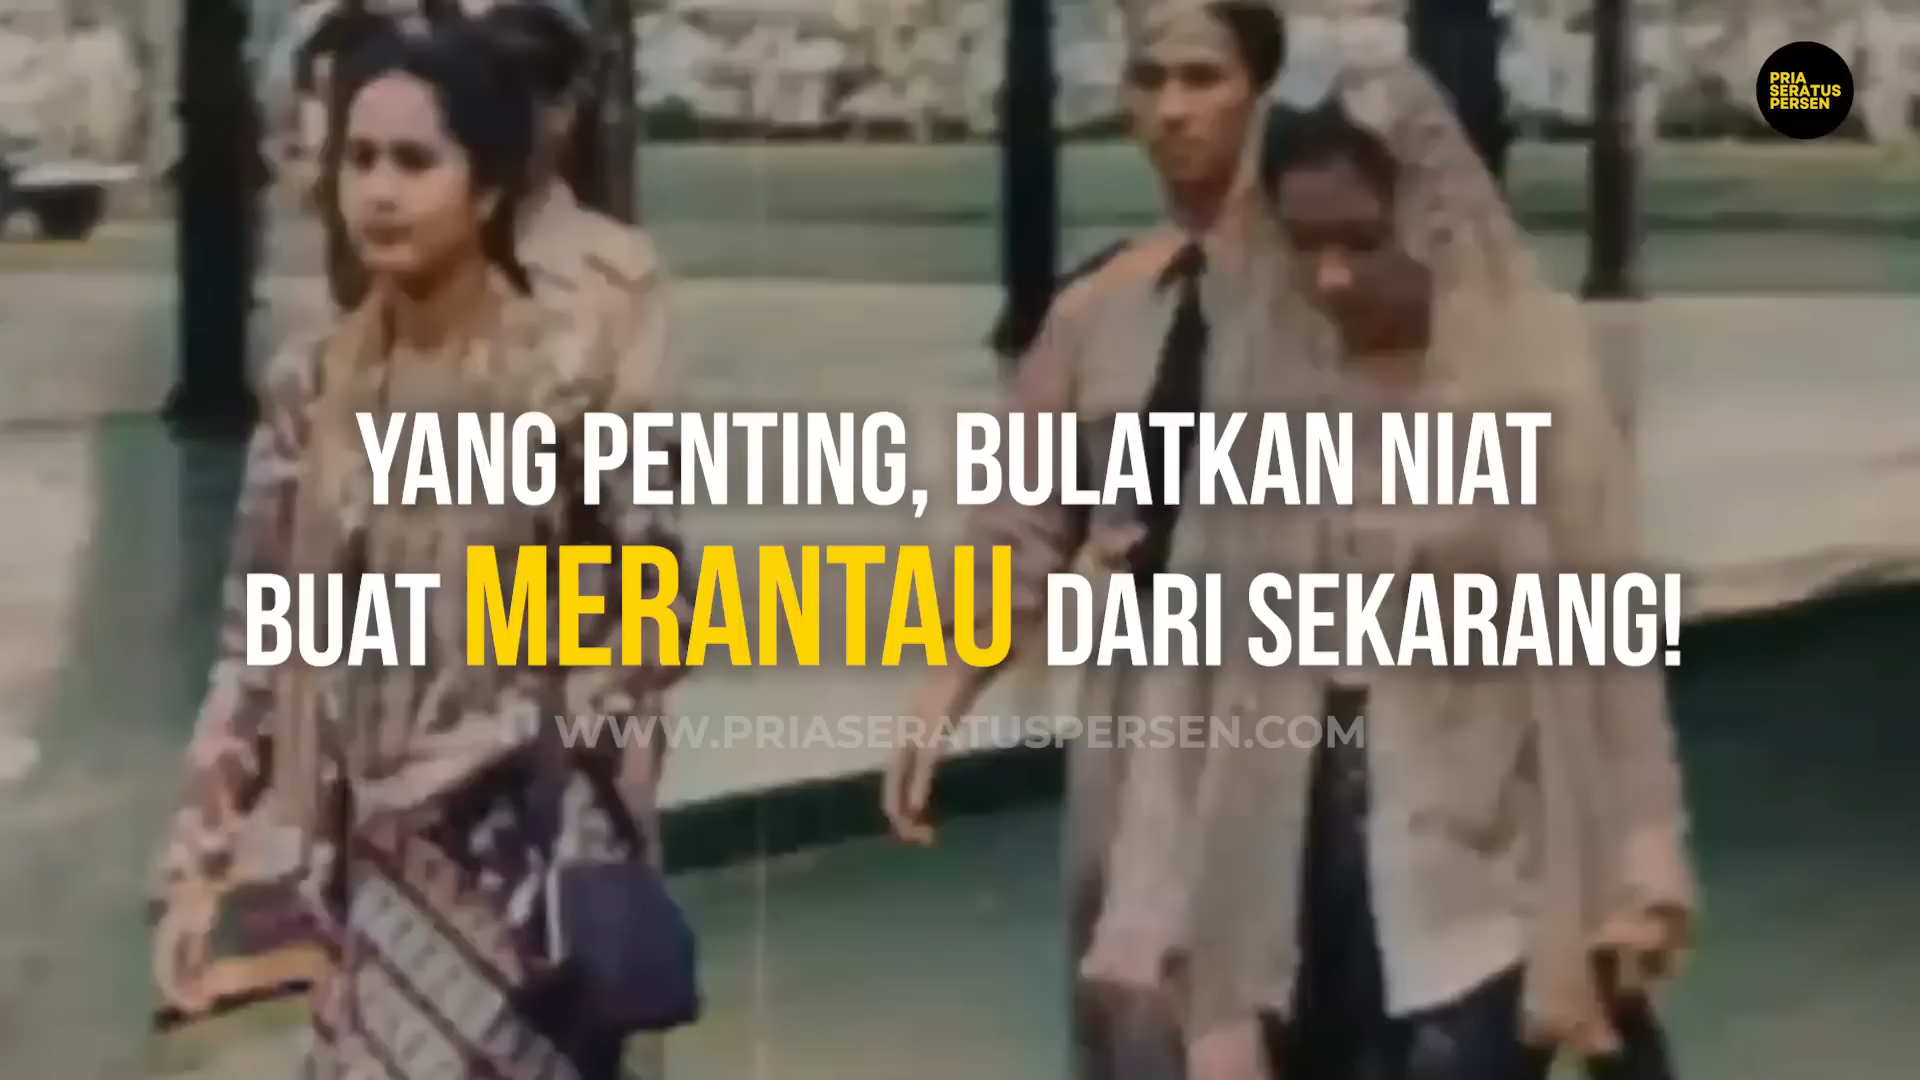 PRIA
SERATUS
PERSEN
YANG PENTING, BULATKAN NIAT
BUAT MERANTAU DARI SEKARANG!
WWW.PRIASERATUSPERSEN.COM